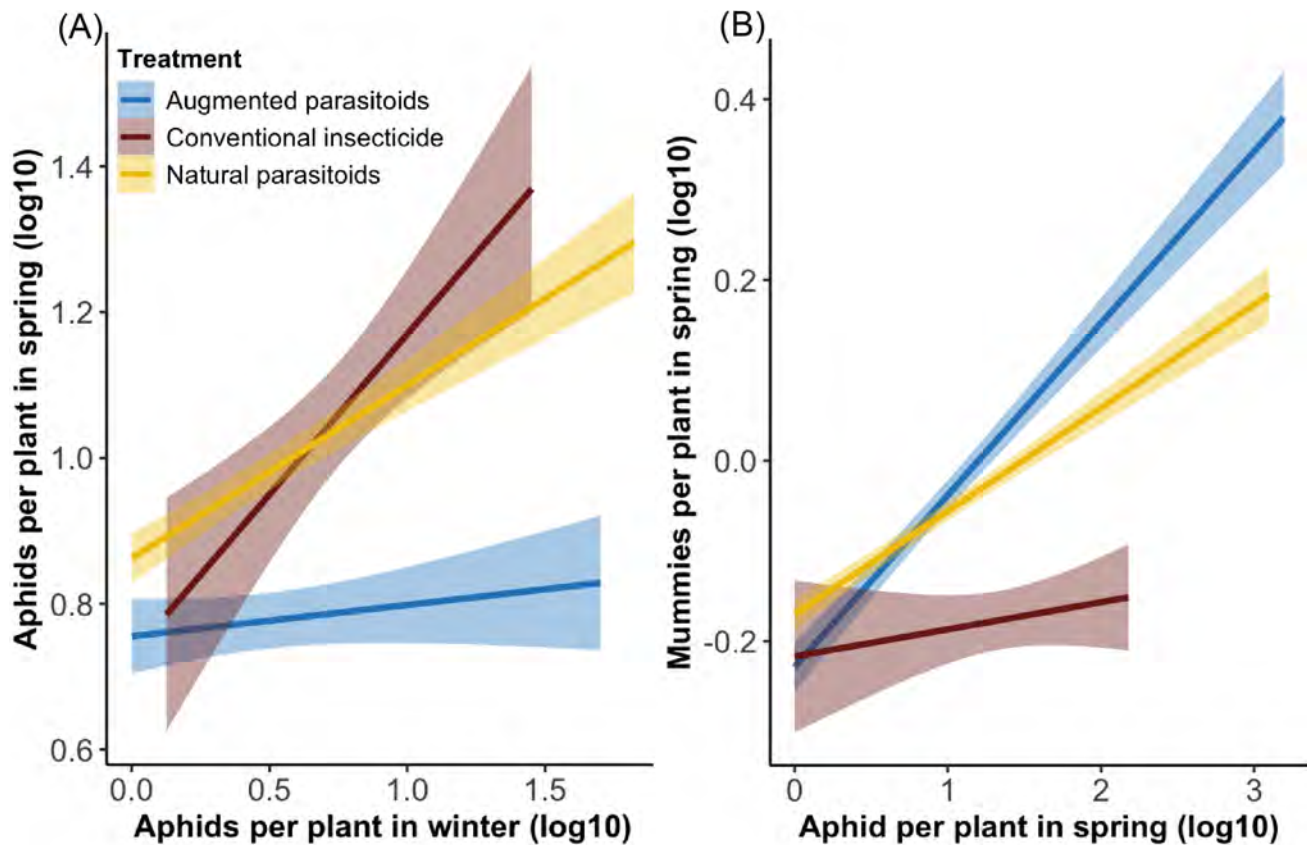 (A)
Treatment
Augmented parasitoids
Conventional insecticide
Natural parasitoids
Aphids per plant in spring (log10)
1.4
1.2
1.0
0.8
0.6
0.0 0.5 1.0 1.5
Aphids per plant in winter (log10)
(B)
Mummies per plant in spring (log10)
0.4
0.2
0.0
-0.2
0 1 2 3
Aphid per plant in spring (log10)